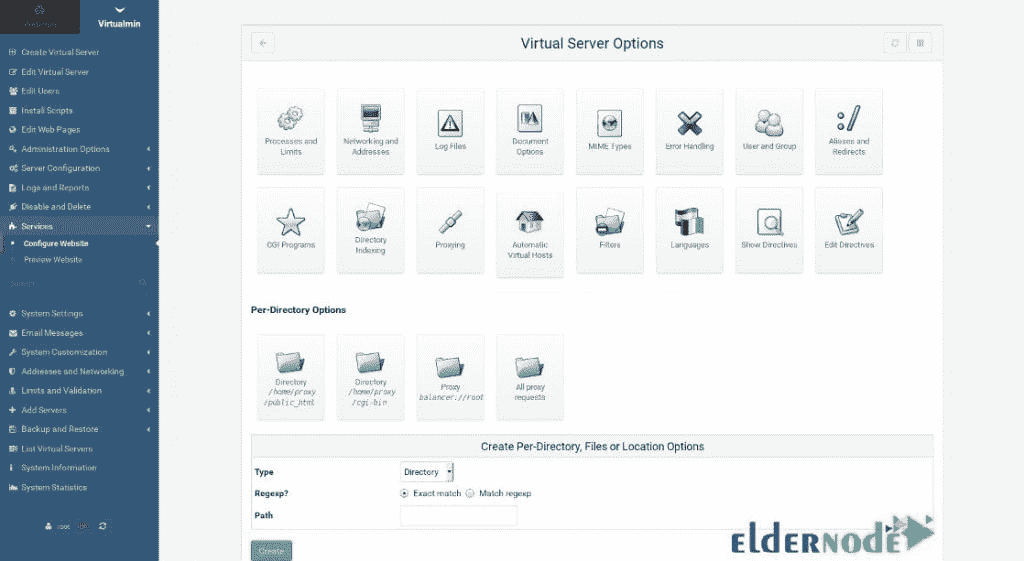 Virtualmin
Create Virtual Server
Edit Virtual Server
Edit Users
Install Scripts
Edit Web Pages
Administration Options
Server Configuration
Logs and Reports
Disable and Delete
Services
Configure Website
Preview Website
Search
System Settings
Email Messages
System Customization
Addresses and Networking
Limits and Validation
Add Servers
Backup and Restore
List Virtual Servers
System Information
System Statistics
root
Virtual Server Options
Processes and
Limits
Networking and
Addresses
Log Files
Document
Options
MIME Types
Error Handling
User and Group
Aliases and
Redirects
CGI Programs
Directory
Indexing
Proxying
Automatic
Virtual Hosts
Filters
Languages
Show Directives
Edit Directives
Per-Directory Options
Directory
/home/proxy
/public_html
Directory
/home/proxy
/cgi-bin
Proxy
balancer://root
All proxy
requests
Create Per-Directory, Files or Location Options
Type
Directory
Regexp?
Exact match
Match regexp
Path
Create
elderNode